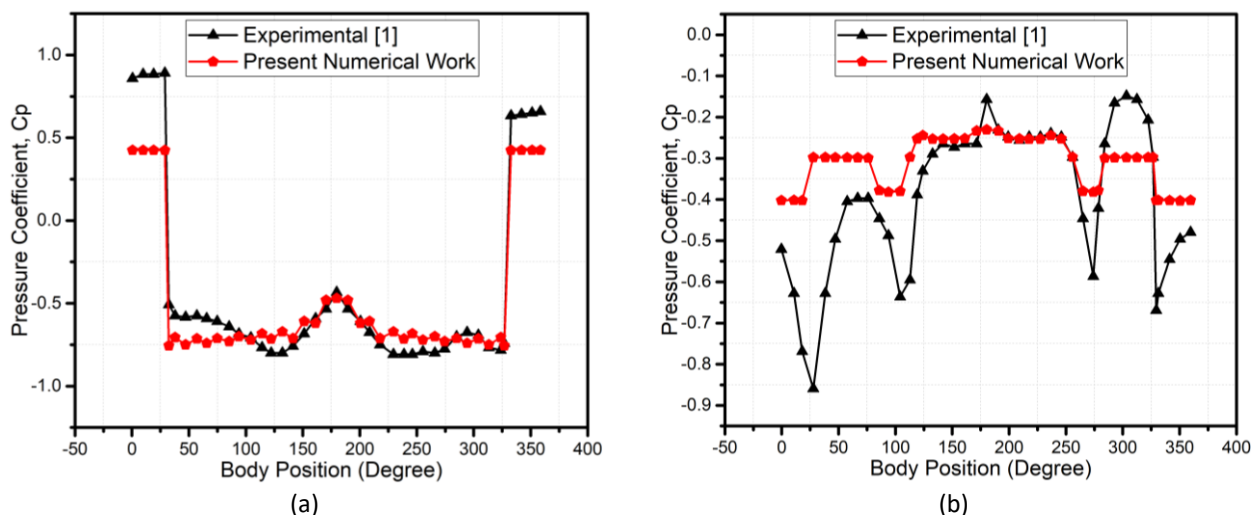 Experimental [1]
Present Numerical Work
Pressure Coefficient, Cp
1.0
0.5
0.0
-0.5
-1.0
-50 0 50 100 150 200 250 300 350 400
Body Position (Degree)
(a)
Experimental [1]
Present Numerical Work
Pressure Coefficient, Cp
0.0
-0.1
-0.2
-0.3
-0.4
-0.5
-0.6
-0.7
-0.8
-0.9
-50 0 50 100 150 200 250 300 350 400
Body Position (Degree)
(b)